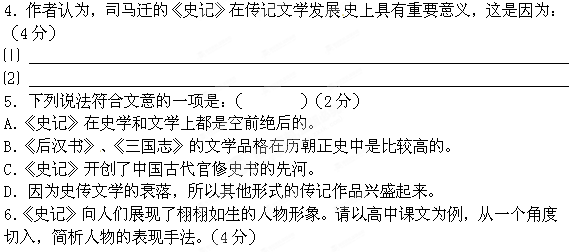 4. 作者认为，司马迁的《史记》在传记文学发展史上具有重要意义，这是因为：
（4分）
⑴
⑵
5. 下列说法符合文意的一项是：（　　　）（2分）
A.《史记》在史学和文学上都是空前绝后的。
B.《后汉书》、《三国志》的文学品格在历朝正史中是比较高的。
C.《史记》开创了中国古代官修史书的先河。
D. 因为史传文学的衰落，所以其他形式的传记作品兴盛起来。
6.《史记》向人们展现了栩栩如生的人物形象。请以高中课文为例，从一个角度
切入，简析人物的表现手法。（4分）